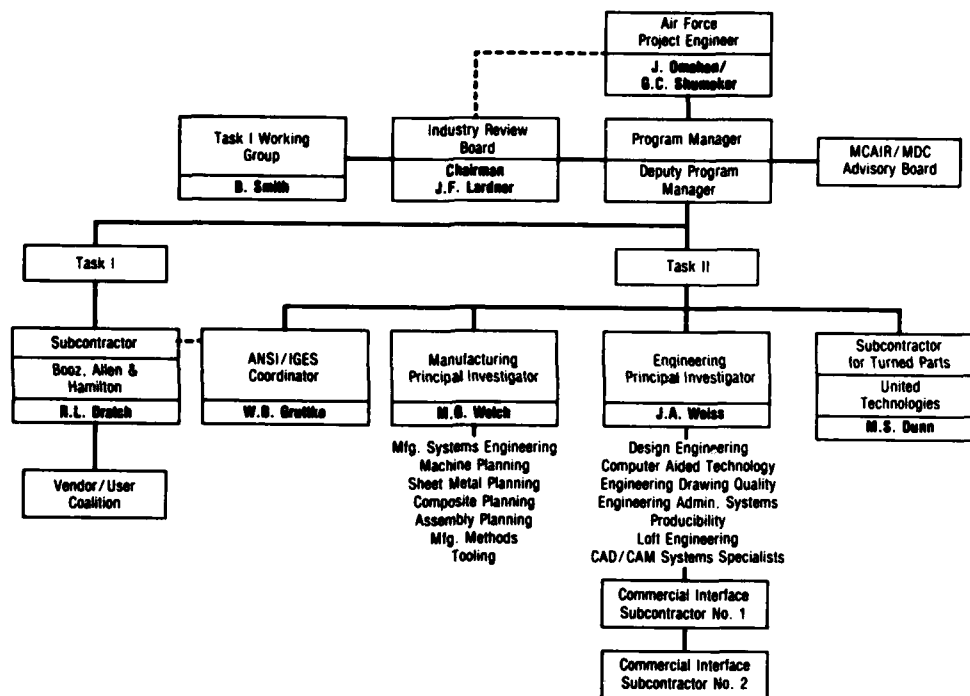 Air Force
Project Engineer
J. Omohen/
G.C. Shumaker
Task I Working
Group
B. Smith
Industry Review
Board
Chairman
J.F. Lardner
Program Manager
Deputy Program
Manager
MCAIR/MDC
Advisory Board
Task I
Task II
Subcontractor
Booz, Allen &
Hamilton
R.L. Dratch
ANSI/IGES
Coordinator
W.B. Gruttke
Manufacturing
Principal Investigator
M.G. Welch
Engineering
Principal Investigator
J.A. Weiss
Subcontractor
for Turned Parts
United
Technologies
M.S. Dunn
Vendor/User
Coalition
Mfg. Systems Engineering
Machine Planning
Sheet Metal Planning
Composite Planning
Assembly Planning
Mfg. Methods
Tooling
Design Engineering
Computer Aided Technology
Engineering Drawing Quality
Engineering Admin. Systems
Producibility
Loft Engineering
CAD/CAM Systems Specialists
Commercial Interface
Subcontractor No. 1
Commercial Interface
Subcontractor No. 2